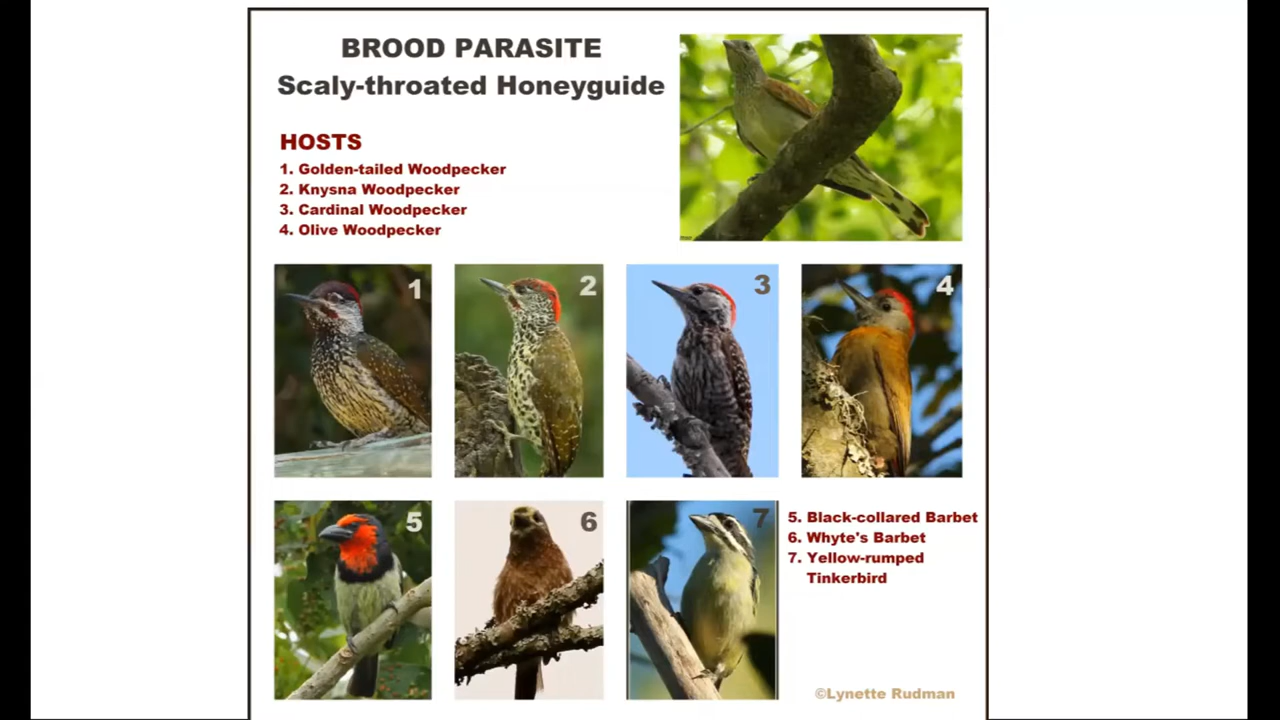 BROOD PARASITE
Scaly-throated Honeyguide
HOSTS
1. Golden-tailed Woodpecker
2. Knysna Woodpecker
3. Cardinal Woodpecker
4. Olive Woodpecker
1
2
3
4
5
6
7
5. Black-collared Barbet
6. Whyte's Barbet
7. Yellow-rumped
Tinkerbird
©Lynette Rudman